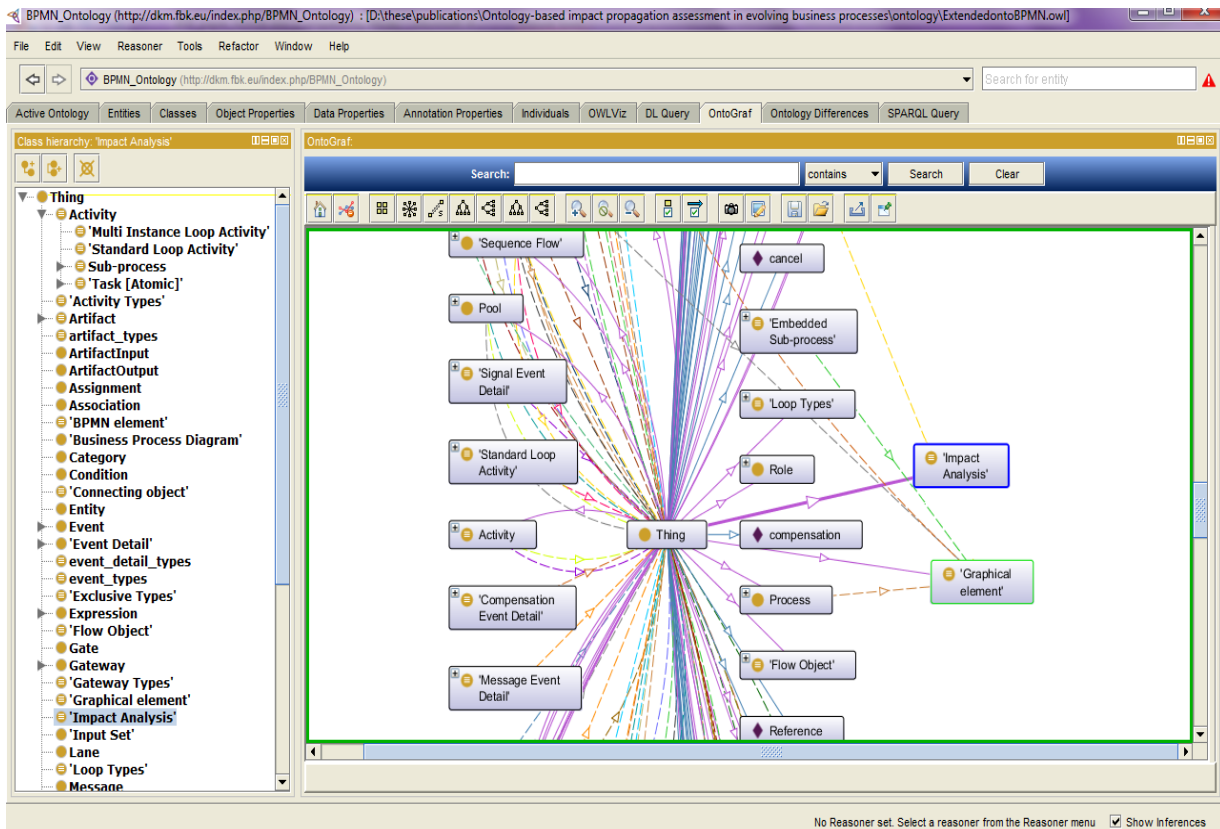 BPMN_Ontology (http://dkm.fbk.eu/index.php/BPMN_Ontology) : [D:\these\publications\Ontology-based impact propagation assessment in evolving business processes\ontology\ExtendedontoBPMN.owl]
File Edit View Reasoner Tools Refactor Window Help
BPMN_Ontology (http://dkm.fbk.eu/index.php/BPMN_Ontology)
Search for entity
Active Ontology Entities Classes Object Properties Data Properties Annotation Properties Individuals OWLViz DL Query OntoGraf Ontology Differences SPARQL Query
Class hierarchy: 'Impact Analysis'
Thing
Activity
'Multi Instance Loop Activity'
'Standard Loop Activity'
Sub-process
'Task [Atomic]'
'Activity Types'
Artifact
artifact_types
ArtifactInput
ArtifactOutput
Assignment
Association
'BPMN element'
'Business Process Diagram'
Category
Condition
'Connecting object'
Entity
Event
'Event Detail'
event_detail_types
event_types
'Exclusive Types'
Expression
'Flow Object'
Gate
Gateway
'Gateway Types'
'Graphical element'
'Impact Analysis'
'Input Set'
Lane
'Loop Types'
Message
OntoGraf:
Search: contains Search Clear
'Sequence Flow'
Pool
'Signal Event
Detail'
'Standard Loop
Activity'
Activity
'Compensation
Event Detail'
'Message Event
Detail'
Thing
cancel
'Embedded
Sub-process'
'Loop Types'
Role
compensation
Process
'Flow Object'
Reference
'Impact
Analysis'
'Graphical
element'
No Reasoner set. Select a reasoner from the Reasoner menu Show Inferences